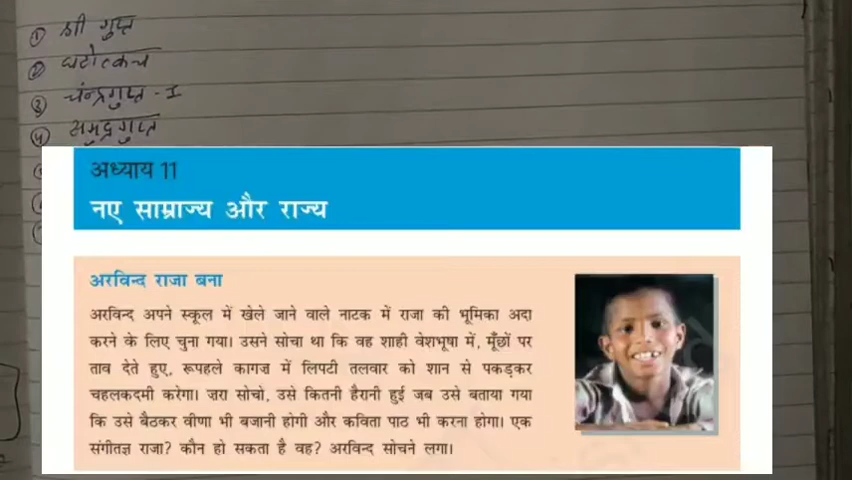 ① श्री गुप्त
② घटोत्कच
③ चंन्द्रगुप्त - I
④ समुद्रगुप्त
अध्याय 11
नए साम्राज्य और राज्य
अरविन्द राजा बना
अरविन्द अपने स्कूल में खेले जाने वाले नाटक में राजा की भूमिका अदा
करने के लिए चुना गया। उसने सोचा था कि वह शाही वेशभूषा में, मूँछों पर
ताव देते हुए, रूपहले कागज में लिपटी तलवार को शान से पकड़कर
चहलकदमी करेगा। जरा सोचो, उसे कितनी हैरानी हुई जब उसे बताया गया
कि उसे बैठकर वीणा भी बजानी होगी और कविता पाठ भी करना होगा। एक
संगीतज्ञ राजा? कौन हो सकता है वह? अरविन्द सोचने लगा।